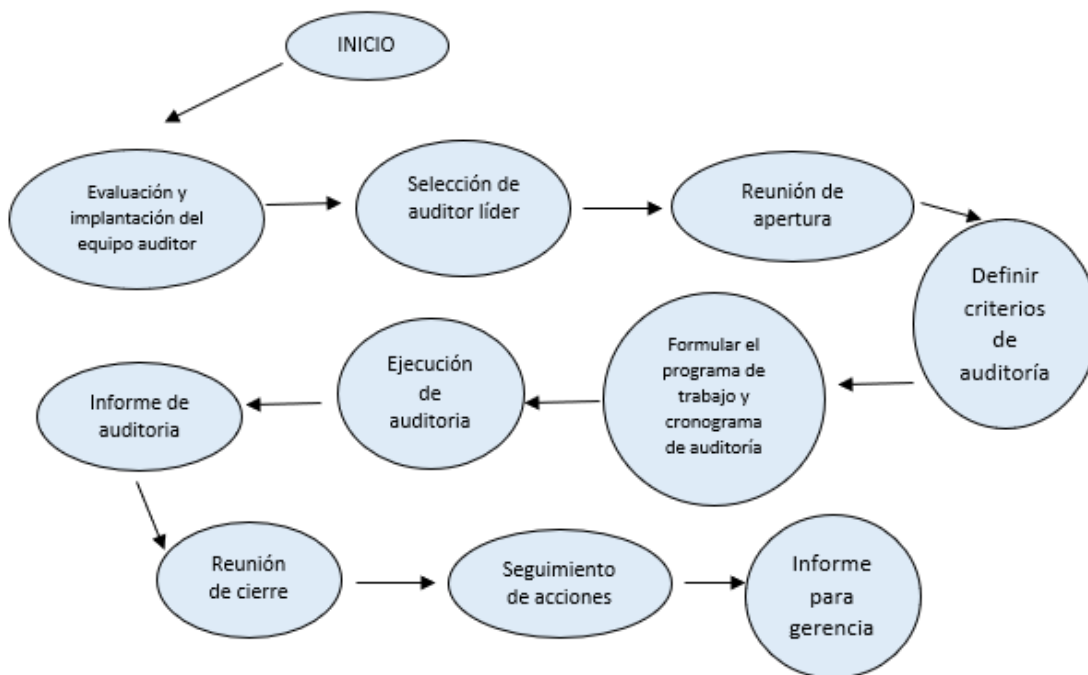 INICIO
Evaluación y
implantación del
equipo auditor
Selección de
auditor líder
Reunión de
apertura
Definir
criterios
de
auditoría
Formular el
programa de
trabajo y
cronograma
de auditoría
Ejecución
de
auditoria
Informe de
auditoria
Reunión
de cierre
Seguimiento
de acciones
Informe
para
gerencia